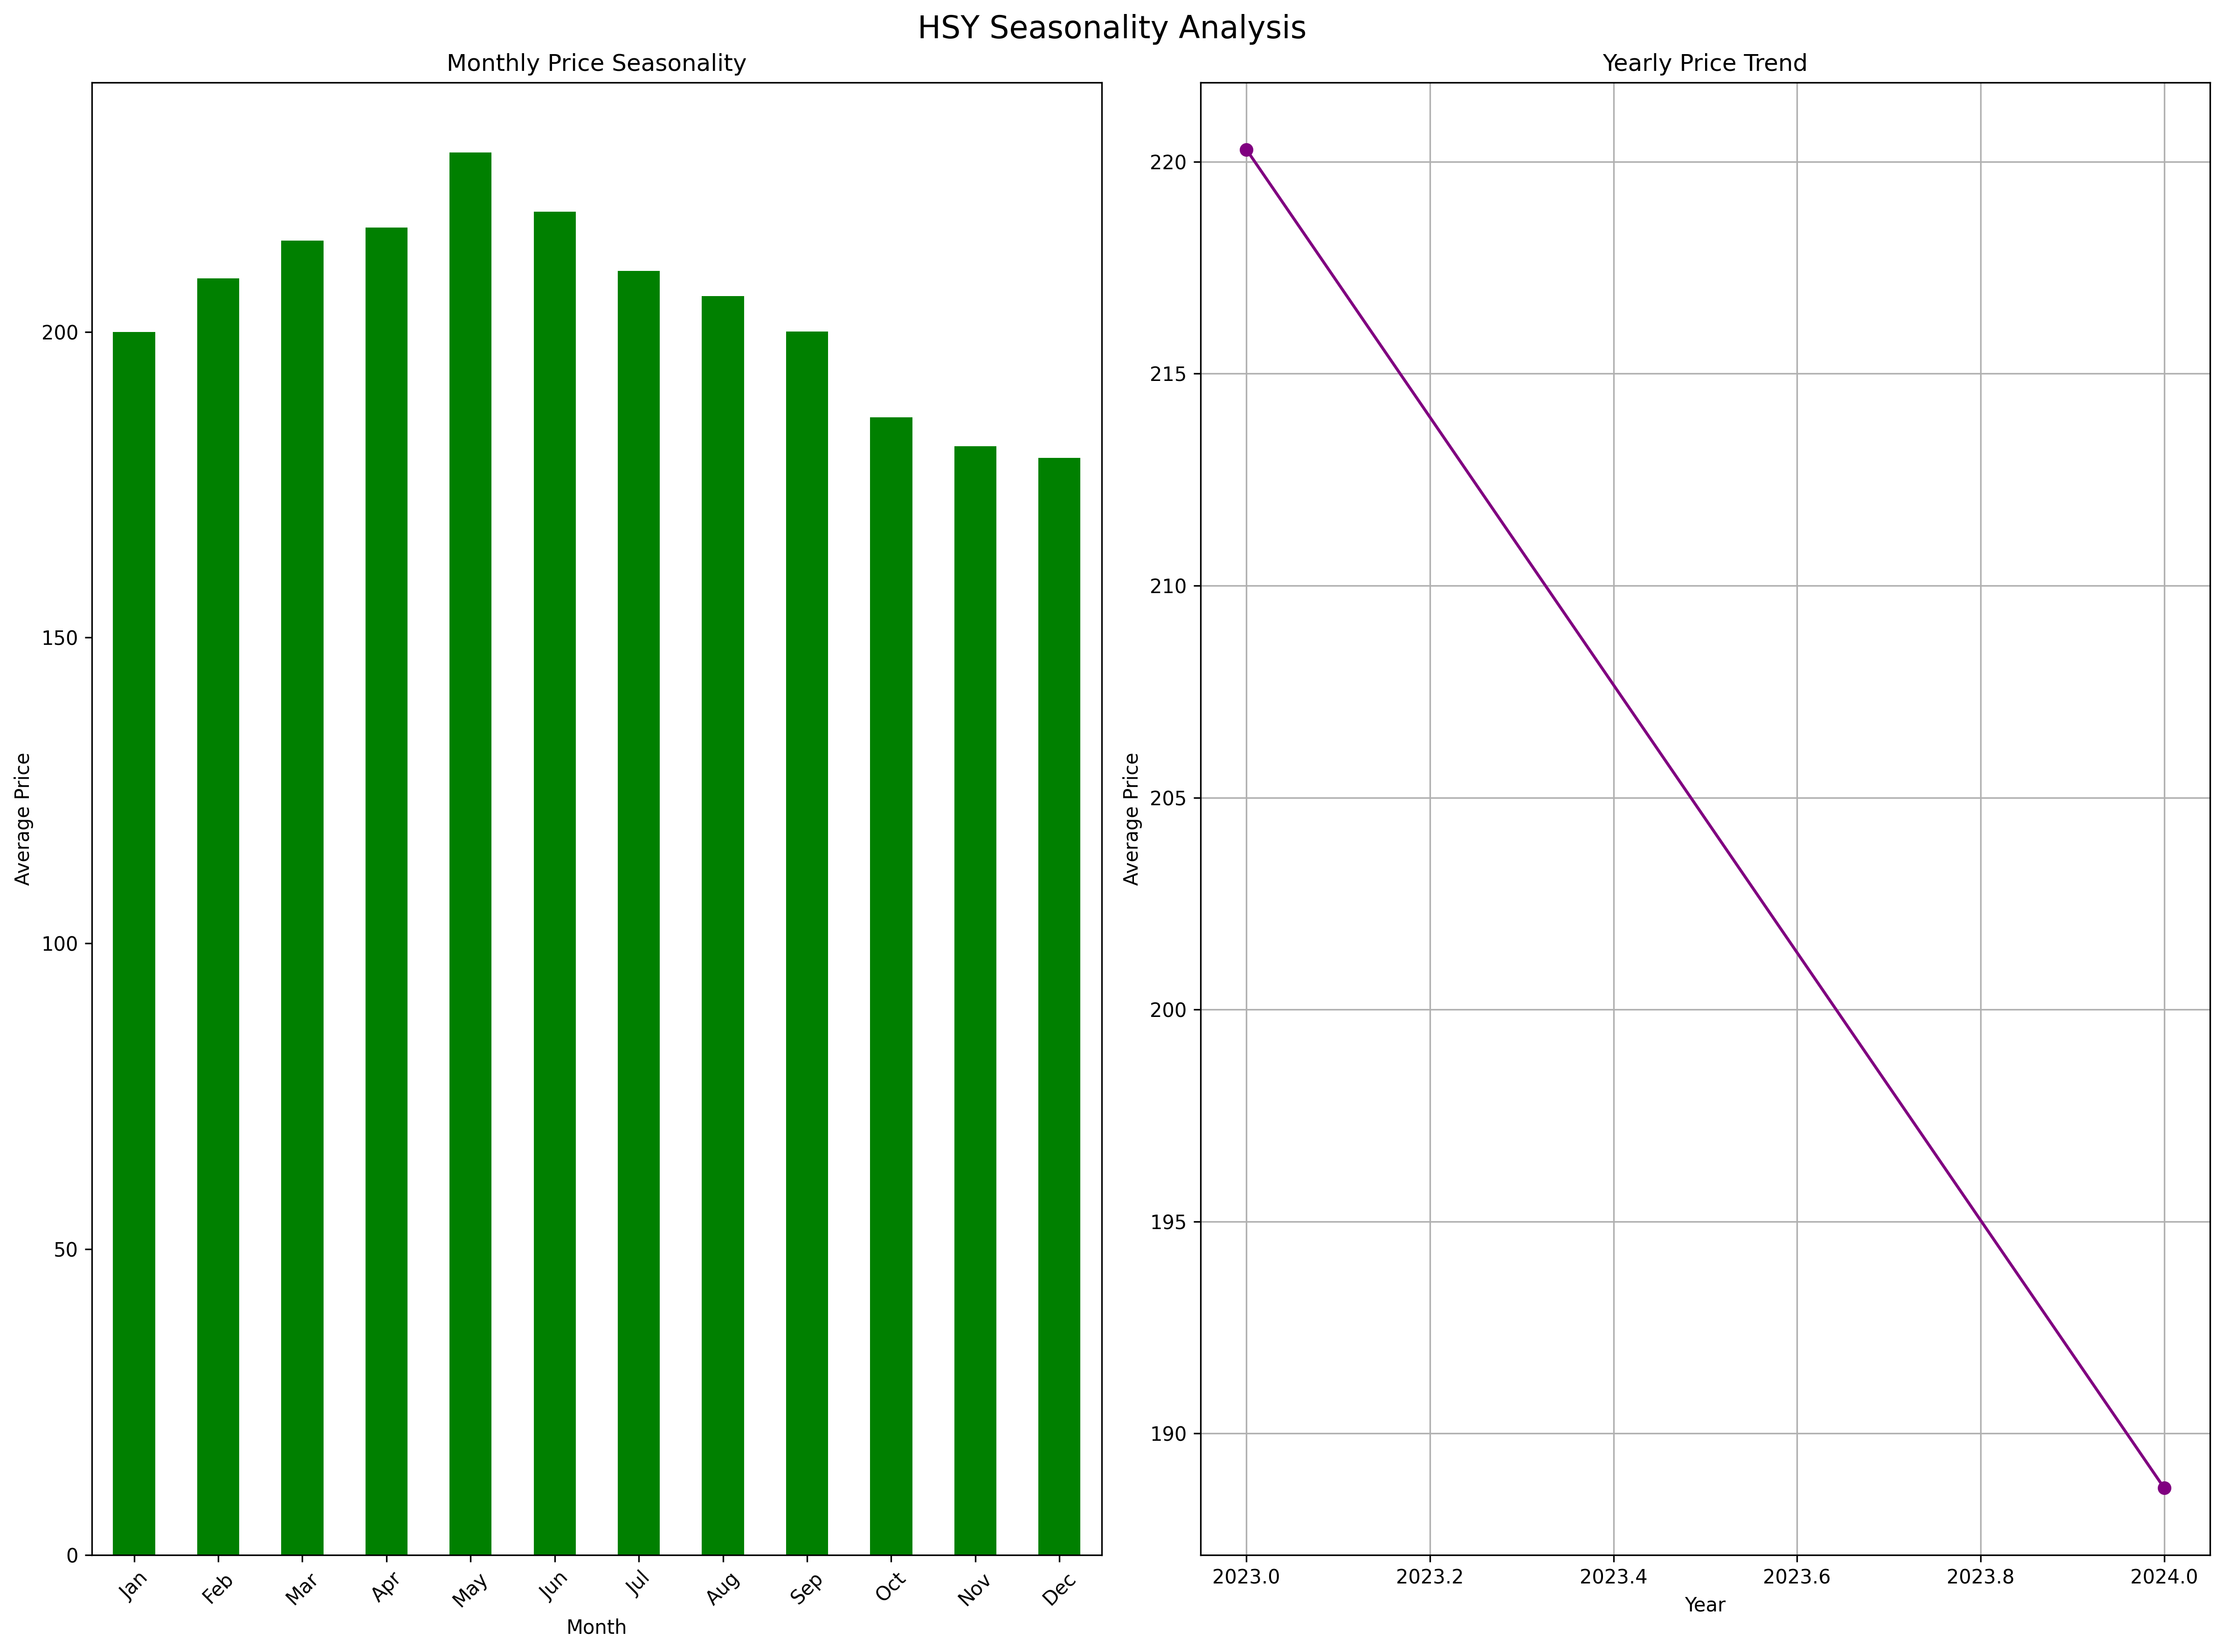 HSY Seasonality Analysis
Monthly Price Seasonality
Average Price
200
150
100
50
0
Jan
Feb
Mar
Apr
May
Jun
Jul
Aug
Sep
Oct
Nov
Dec
Month
Yearly Price Trend
Average Price
220
215
210
205
200
195
190
2023.0
2023.2
2023.4
2023.6
2023.8
2024.0
Year